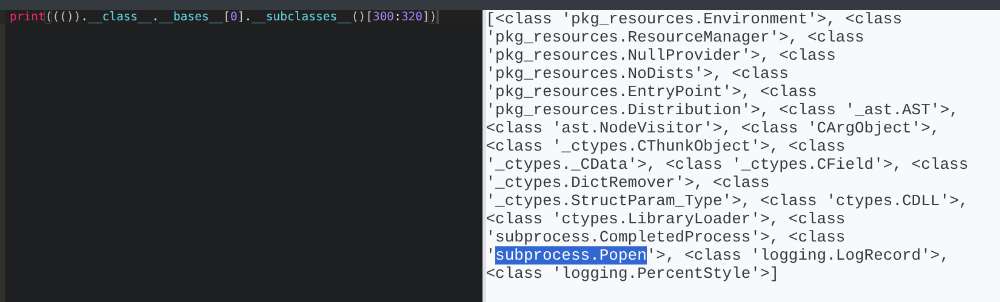 print((()).__class__.__bases__[0].__subclasses__()[300:320])
[<class 'pkg_resources.Environment'>, <class
'pkg_resources.ResourceManager'>, <class
'pkg_resources.NullProvider'>, <class
'pkg_resources.NoDists'>, <class
'pkg_resources.EntryPoint'>, <class
'pkg_resources.Distribution'>, <class '_ast.AST'>,
<class 'ast.NodeVisitor'>, <class 'CArgObject'>,
<class '_ctypes.CThunkObject'>, <class
'_ctypes._CData'>, <class '_ctypes.CField'>, <class
'_ctypes.DictRemover'>, <class
'_ctypes.StructParam_Type'>, <class 'ctypes.CDLL'>,
<class 'ctypes.LibraryLoader'>, <class
'subprocess.CompletedProcess'>, <class
'subprocess.Popen'>, <class 'logging.LogRecord'>,
<class 'logging.PercentStyle'>]